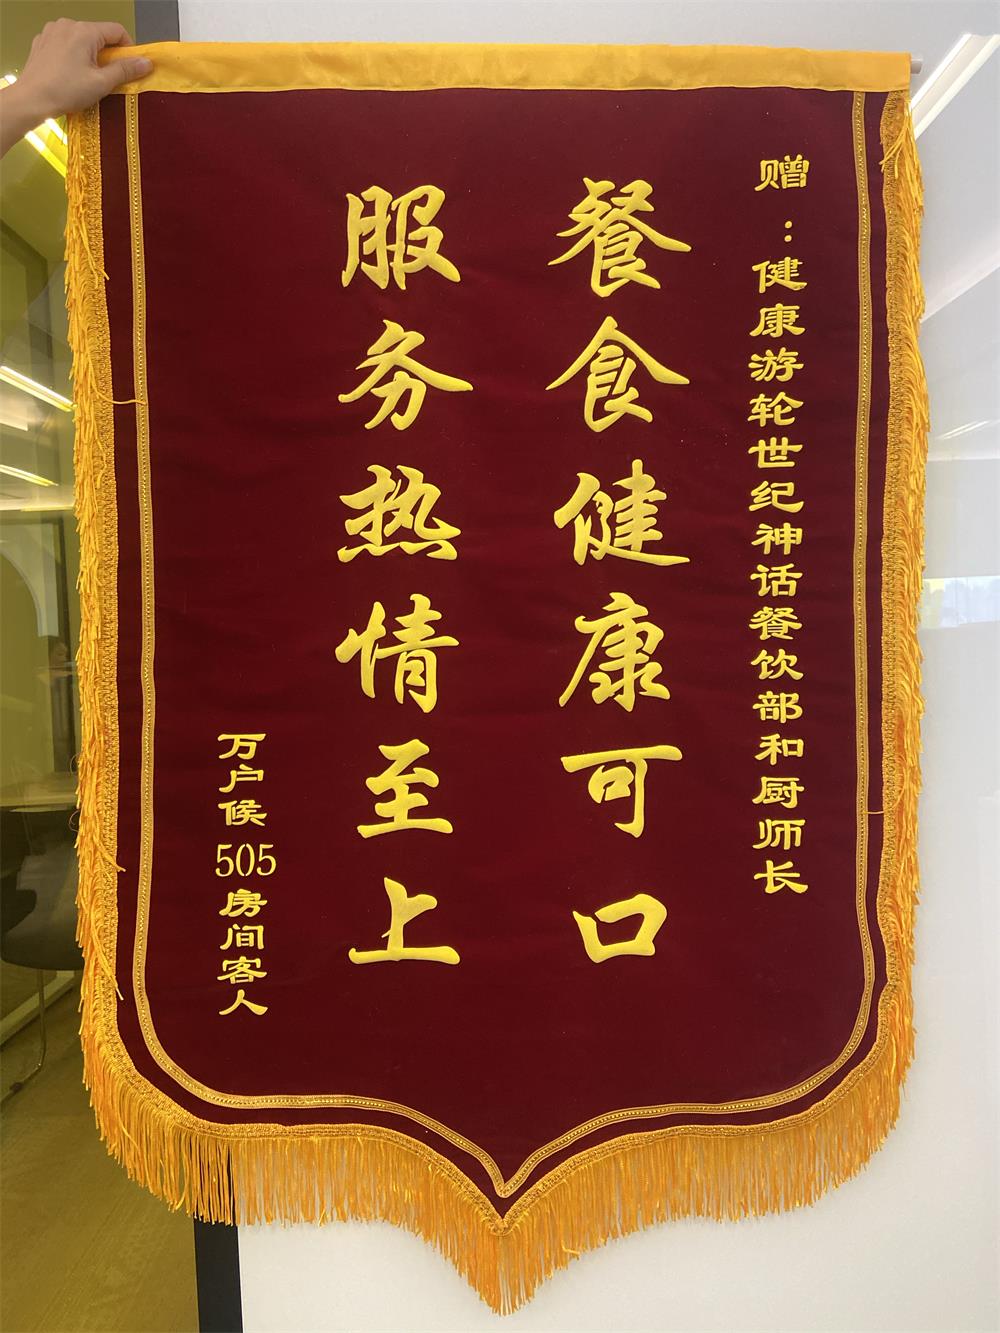 赠：健康游轮世纪神话餐饮部和厨师长
餐食健康可口
服务热情至上
万户候505房间客人